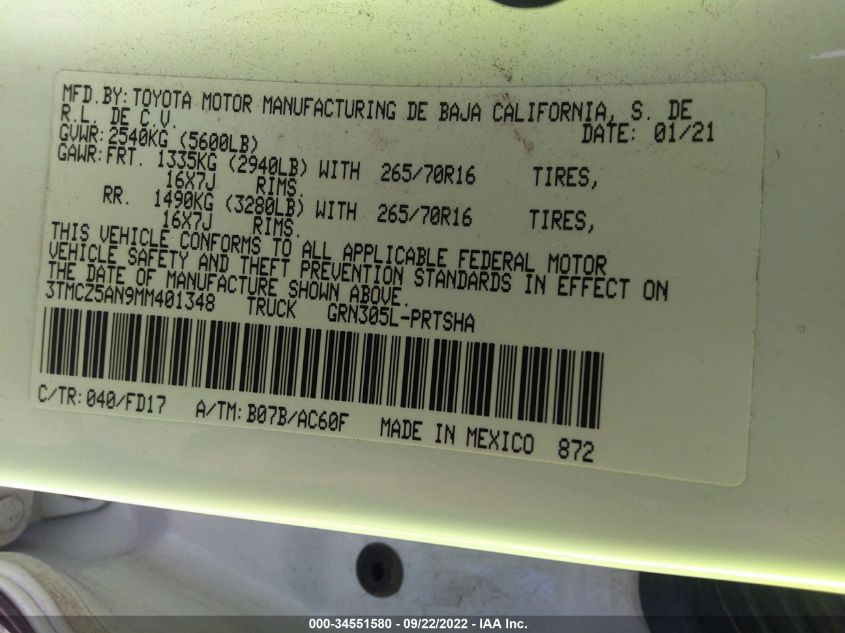 MFD.BY:TOYOTA MOTOR MANUFACTURING DE BAJA CALIFORNIA, S. DE
R.L. DE C.V. DATE: 01/21
GVWR:2540KG (5600LB)
GAWR:FRT. 1335KG (2940LB) WITH 265/70R16 TIRES,
16X7J RIMS.
RR. 1490KG (3280LB) WITH 265/70R16 TIRES,
16X7J RIMS.
THIS VEHICLE CONFORMS TO ALL APPLICABLE FEDERAL MOTOR
VEHICLE SAFETY AND THEFT PREVENTION STANDARDS IN EFFECT ON
THE DATE OF MANUFACTURE SHOWN ABOVE.
3TMCZ5AN9MM401348 TRUCK GRN305L-PRTSHA
C/TR:040/FD17 A/TM:B07B/AC60F MADE IN MEXICO 872
000-34551580 - 09/22/2022 - IAA Inc.